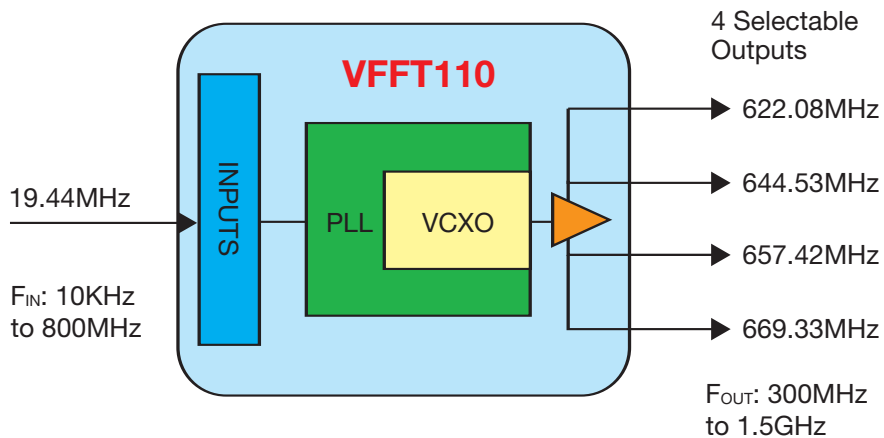 4 Selectable
Outputs
VFFT110
622.08MHz
19.44MHz
INPUTS
644.53MHz
PLL
VCXO
657.42MHz
FIN: 10KHz
to 800MHz
669.33MHz
FOUT: 300MHz
to 1.5GHz